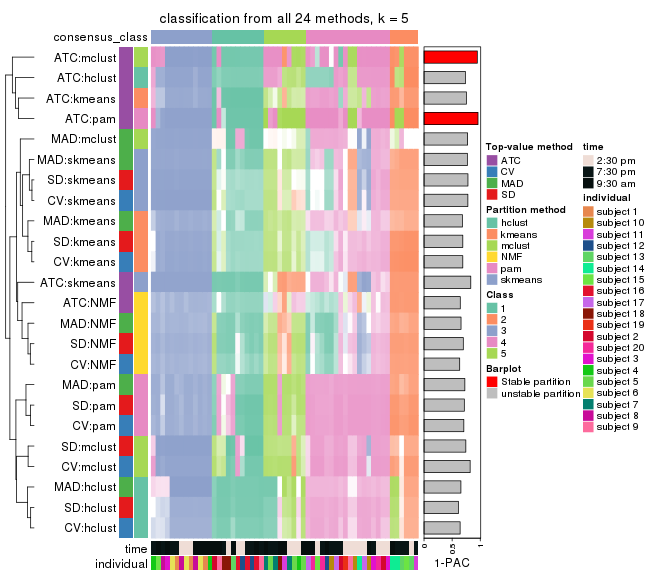 classification from all 24 methods, k = 5
consensus_class
ATC:mclust
ATC:hclust
ATC:kmeans
ATC:pam
MAD:mclust
MAD:skmeans
SD:skmeans
CV:skmeans
MAD:kmeans
SD:kmeans
CV:kmeans
ATC:skmeans
ATC:NMF
MAD:NMF
SD:NMF
CV:NMF
MAD:pam
SD:pam
CV:pam
SD:mclust
CV:mclust
MAD:hclust
SD:hclust
CV:hclust
time
individual
0
0.5
1
1-PAC
Top-value method
ATC
CV
MAD
SD
Partition method
hclust
kmeans
mclust
NMF
pam
skmeans
Class
1
2
3
4
5
Barplot
Stable partition
unstable partition
time
2:30 pm
7:30 pm
9:30 am
individual
subject 1
subject 10
subject 11
subject 12
subject 13
subject 14
subject 15
subject 16
subject 17
subject 18
subject 19
subject 2
subject 20
subject 3
subject 4
subject 5
subject 6
subject 7
subject 8
subject 9